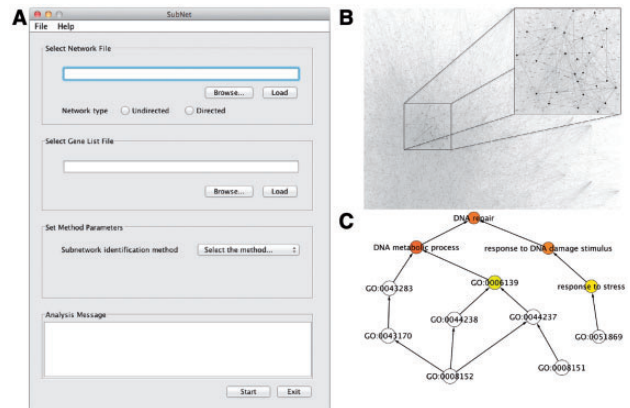 A
SubNet
File Help
Select Network File
Browse... Load
Network type Undirected Directed
Select Gene List File
Browse... Load
Set Method Parameters
Subnetwork identification method Select the method...
Analysis Message
Start Exit
B
C
DNA repair
DNA metabolic process
response to DNA damage stimulus
GO:0043283
GO:0006139
response to stress
GO:0044238
GO:0044237
GO:0043170
GO:0051869
GO:0008152
GO:0008151